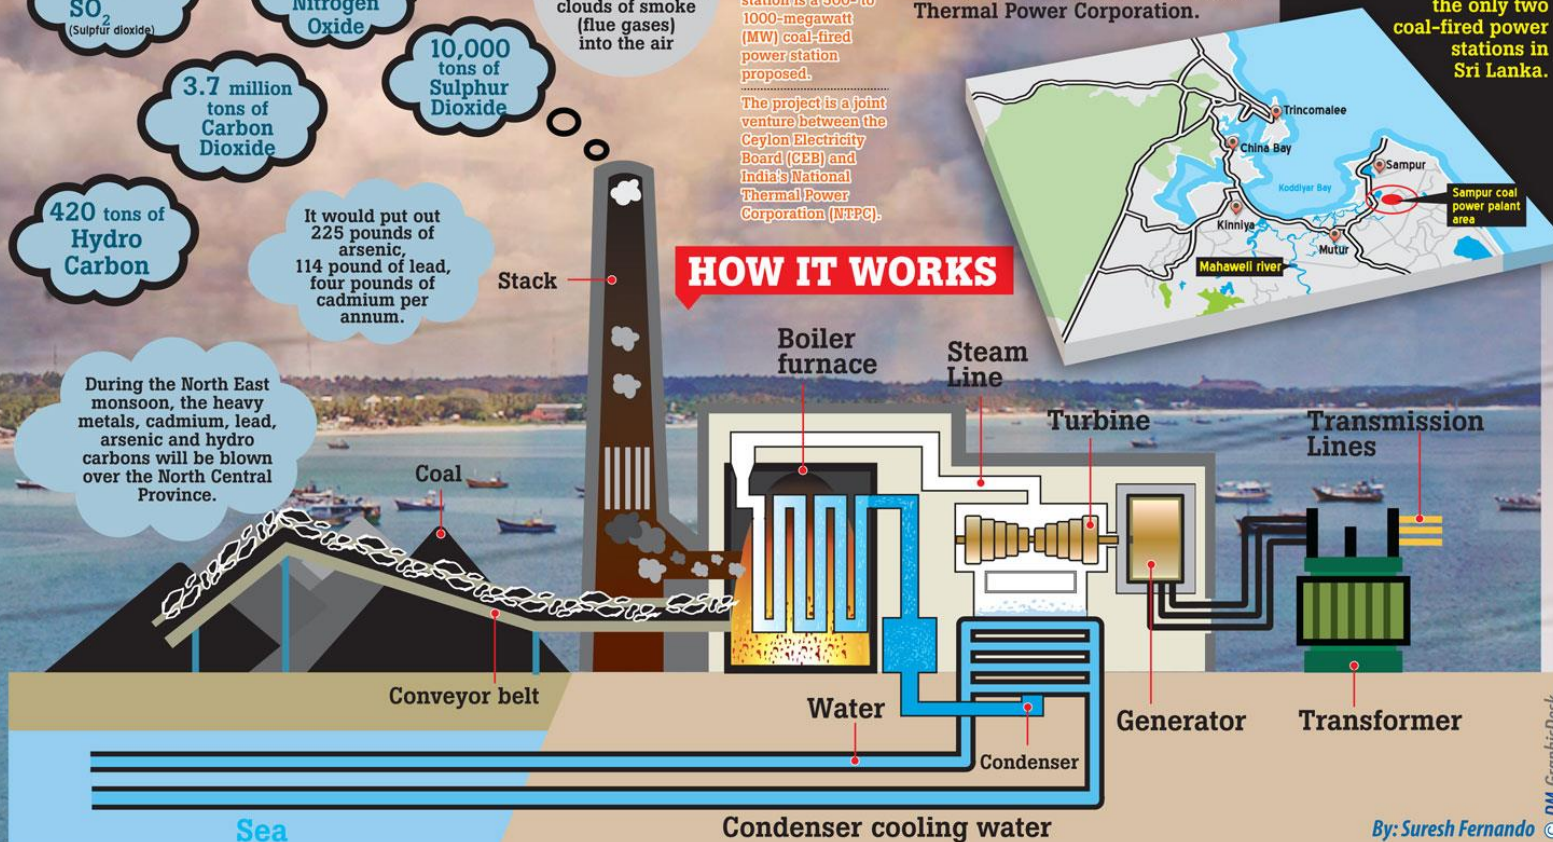 SO2
(Sulpfur dioxide)
Nitrogen
Oxide
clouds of smoke
(flue gases)
into the air
station is a 500- to
1000-megawatt
(MW) coal-fired
power station
proposed.
The project is a joint
venture between the
Ceylon Electricity
Board (CEB) and
India's National
Thermal Power
Corporation (NTPC).
Thermal Power Corporation.
the only two
coal-fired power
stations in
Sri Lanka.
10,000
tons of
Sulphur
Dioxide
3.7 million
tons of
Carbon
Dioxide
420 tons of
Hydro
Carbon
It would put out
225 pounds of
arsenic,
114 pound of lead,
four pounds of
cadmium per
annum.
During the North East
monsoon, the heavy
metals, cadmium, lead,
arsenic and hydro
carbons will be blown
over the North Central
Province.
Trincomalee
China Bay
Sampur
Koddiyar Bay
Sampur coal
power palant
area
Kinniya
Mutur
Mahaweli river
HOW IT WORKS
Stack
Boiler
furnace
Steam
Line
Turbine
Transmission
Lines
Coal
Conveyor belt
Water
Condenser
Generator
Transformer
Sea
Condenser cooling water
By: Suresh Fernando
© DM GraphicDesk